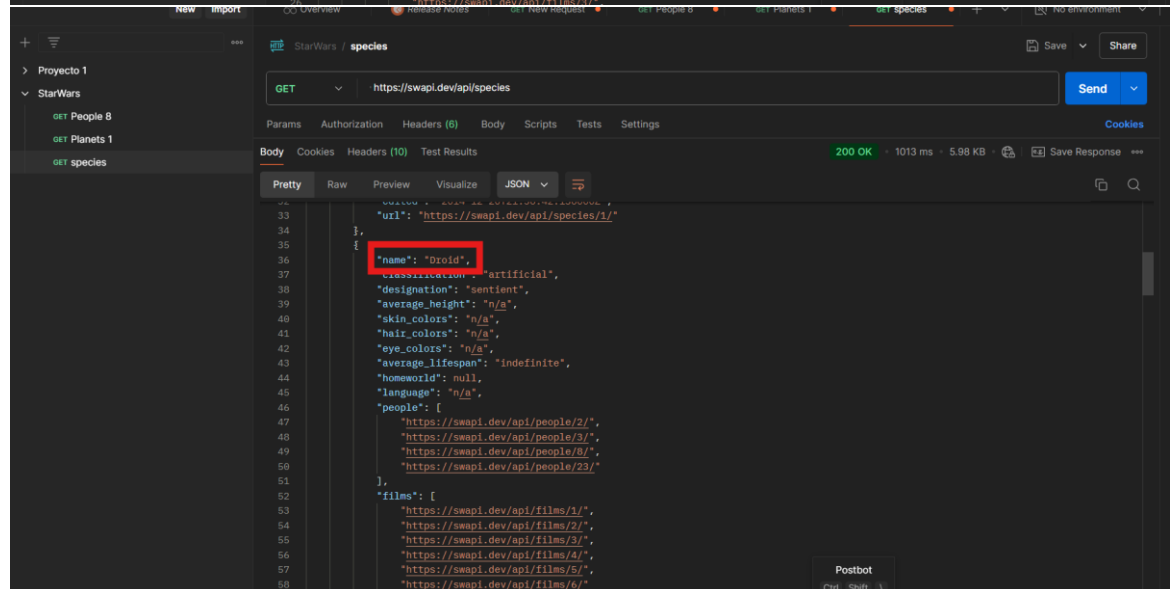 26 "https://swapi.dev/api/films/3/",
New Import Overview Release Notes GET New Request GET People 8 GET Planets 1 GET species No environment
StarWars / species Save Share
Proyecto 1
StarWars
GET People 8
GET Planets 1
GET species
GET https://swapi.dev/api/species Send
Params Authorization Headers (6) Body Scripts Tests Settings Cookies
Body Cookies Headers (10) Test Results 200 OK 1013 ms 5.98 KB Save Response
Pretty Raw Preview Visualize JSON
33 "url": "https://swapi.dev/api/species/1/"
34 },
35 {
36 "name": "Droid",
37 "classification": "artificial",
38 "designation": "sentient",
39 "average_height": "n/a",
40 "skin_colors": "n/a",
41 "hair_colors": "n/a",
42 "eye_colors": "n/a",
43 "average_lifespan": "indefinite",
44 "homeworld": null,
45 "language": "n/a",
46 "people": [
47 "https://swapi.dev/api/people/2/",
48 "https://swapi.dev/api/people/3/",
49 "https://swapi.dev/api/people/8/",
50 "https://swapi.dev/api/people/23/"
51 ],
52 "films": [
53 "https://swapi.dev/api/films/1/",
54 "https://swapi.dev/api/films/2/",
55 "https://swapi.dev/api/films/3/",
56 "https://swapi.dev/api/films/4/",
57 "https://swapi.dev/api/films/5/",
58 "https://swapi.dev/api/films/6/"
Postbot
Ctrl Shift